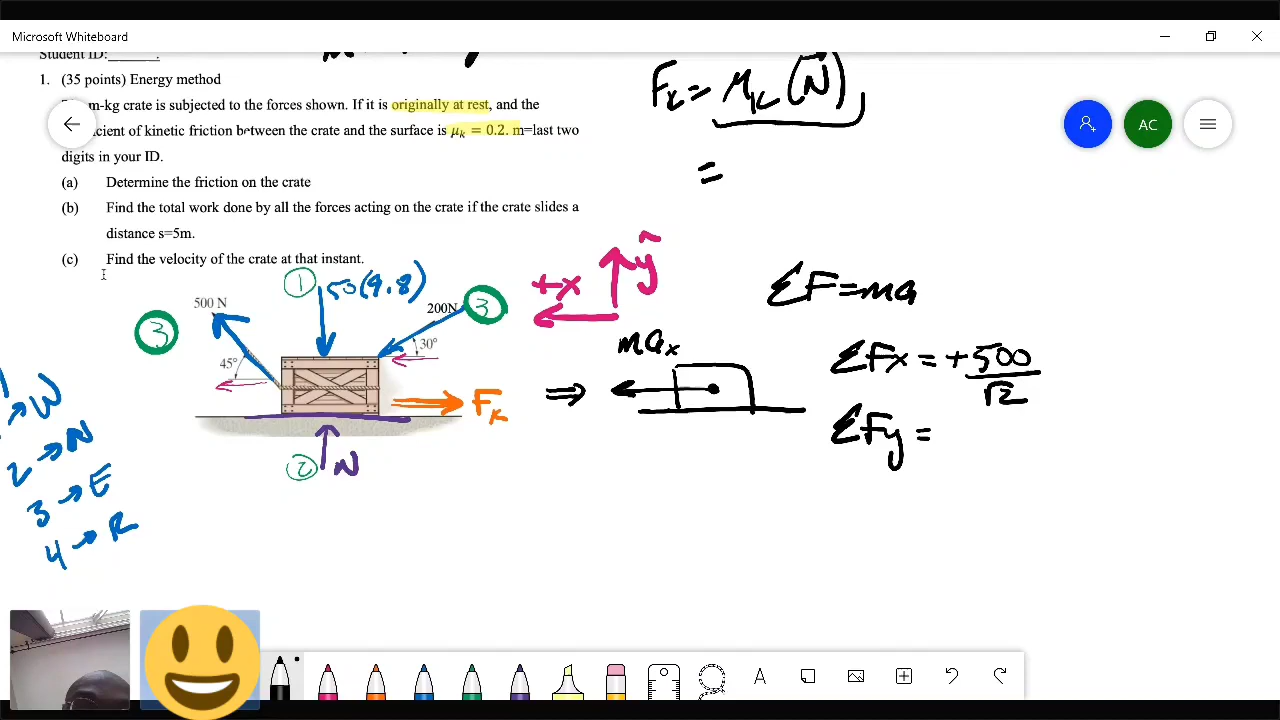 Microsoft Whiteboard
Student ID:______.
1. (35 points) Energy method
m-kg crate is subjected to the forces shown. If it is originally at rest, and the
icient of kinetic friction between the crate and the surface is μk = 0.2. m=last two
digits in your ID.
(a) Determine the friction on the crate
(b) Find the total work done by all the forces acting on the crate if the crate slides a
distance s=5m.
(c) Find the velocity of the crate at that instant.
Fk = μk (N)
=
AC
+x
y
ΣF=ma
ΣFx = +500/√2
ΣFy =
max
⇒
① 50(9.8)
500 N
200N ③
③
45°
30°
Fk
② N
→ W
2 → N
3 → E
4 → R
A